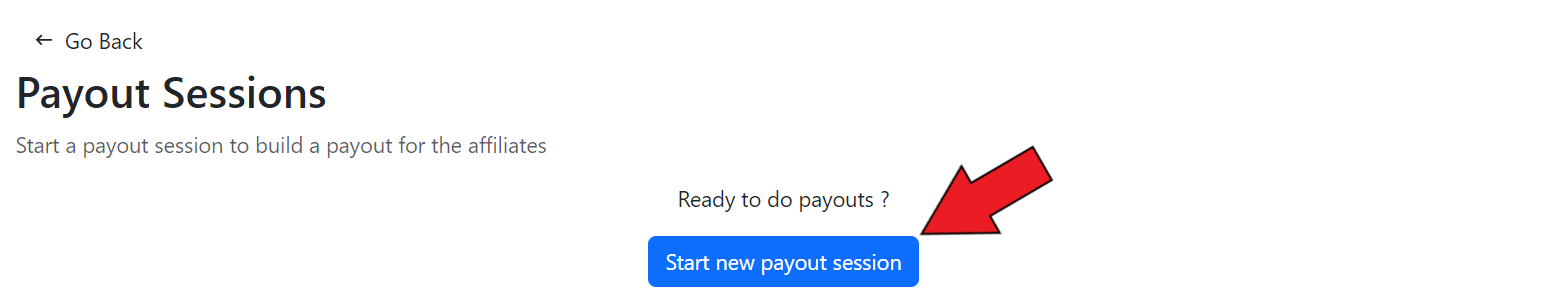 ← Go Back
Payout Sessions
Start a payout session to build a payout for the affiliates
Ready to do payouts ?
Start new payout session